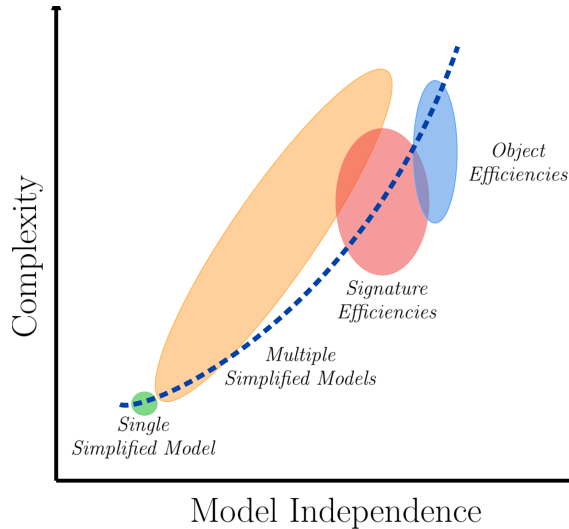 Complexity
Object
Efficiencies
Signature
Efficiencies
Multiple
Simplified Models
Single
Simplified Model
Model Independence